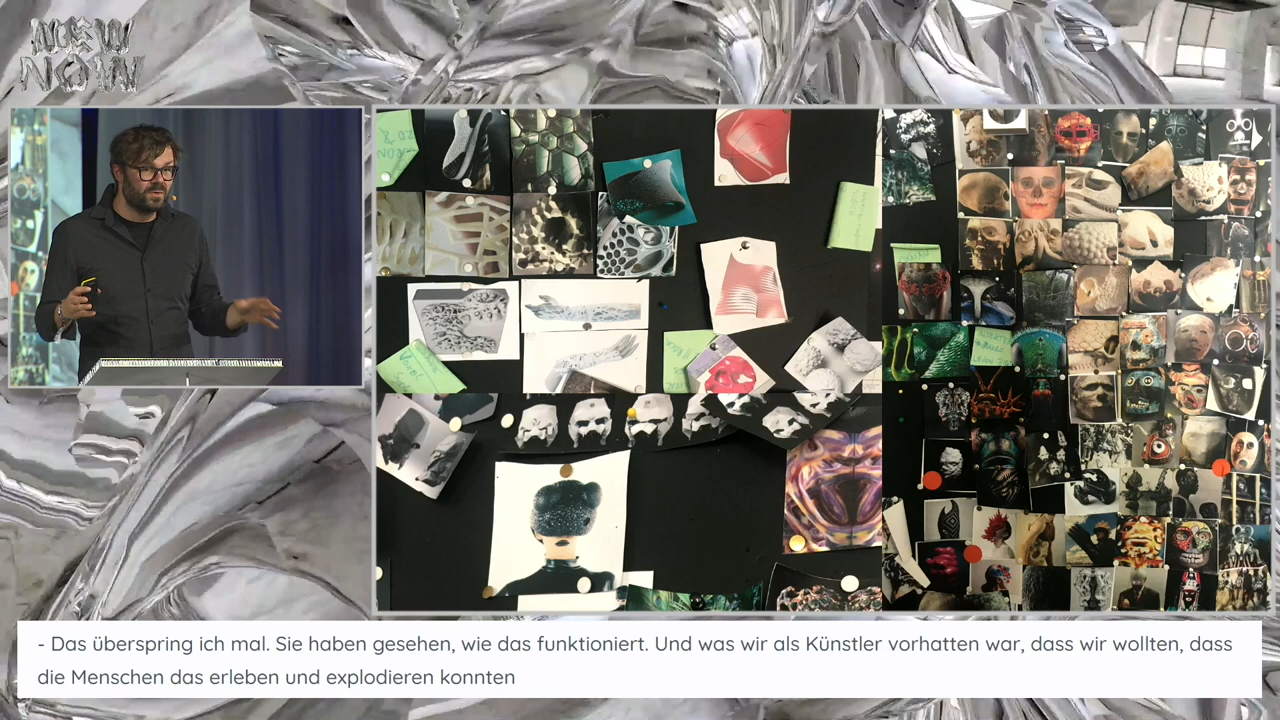 NEW
NOW
- Das überspring ich mal. Sie haben gesehen, wie das funktioniert. Und was wir als Künstler vorhatten war, dass wir wollten, dass
die Menschen das erleben und explodieren konnten